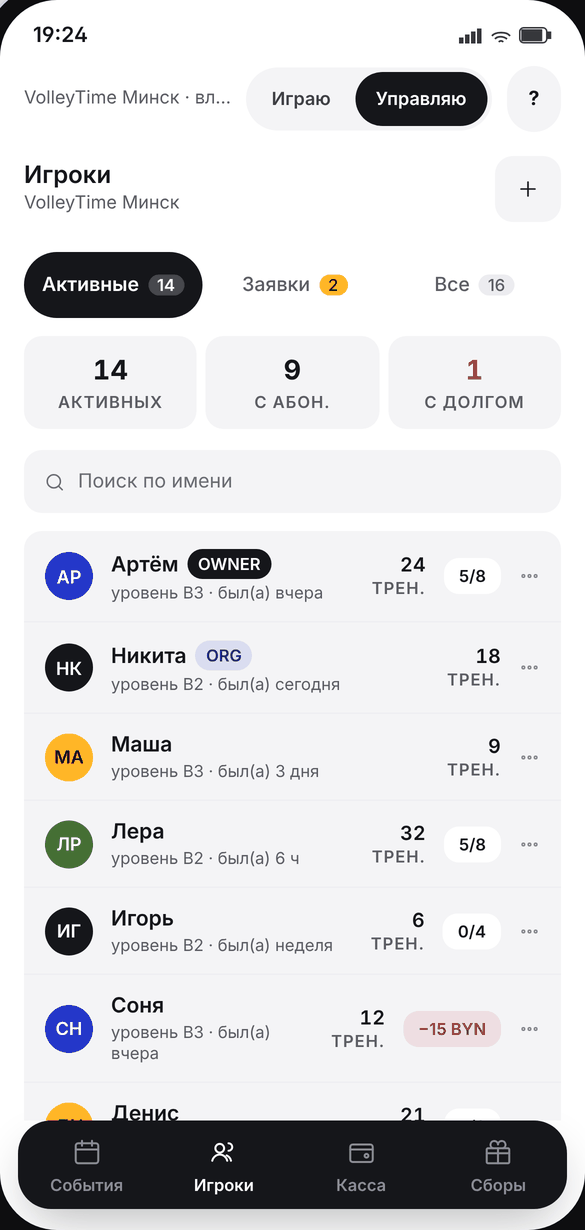 19:24
VolleyTime Минск · вл...
Играю
Управляю
?
Игроки
VolleyTime Минск
+
Активные 14
Заявки 2
Все 16
14
АКТИВНЫХ
9
С АБОН.
1
С ДОЛГОМ
Поиск по имени
АР
Артём OWNER
уровень B3 · был(а) вчера
24
ТРЕН.
5/8
НК
Никита ORG
уровень B2 · был(а) сегодня
18
ТРЕН.
МА
Маша
уровень B3 · был(а) 3 дня
9
ТРЕН.
ЛР
Лера
уровень B2 · был(а) 6 ч
32
ТРЕН.
5/8
ИГ
Игорь
уровень B2 · был(а) неделя
6
ТРЕН.
0/4
СН
Соня
уровень B3 · был(а)
вчера
12
ТРЕН.
−15 BYN
Денис
21
События
Игроки
Касса
Сборы